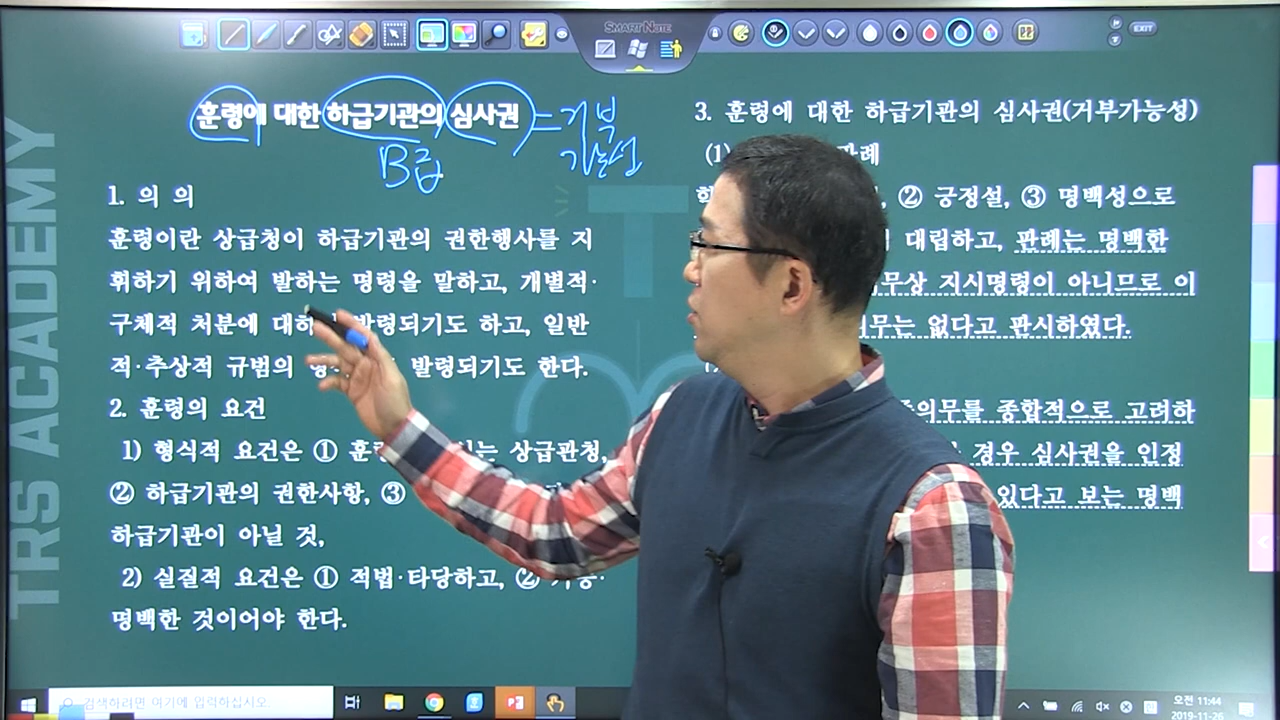 SMART NOTE
EXIT
훈령에 대한 하급기관의 심사권 = 거부
가능성
B급
1. 의 의
훈령이란 상급청이 하급기관의 권한행사를 지
휘하기 위하여 발하는 명령을 말하고, 개별적·
구체적 처분에 대하 발령되기도 하고, 일반
적·추상적 규범의 발령되기도 한다.
2. 훈령의 요건
1) 형식적 요건은 ① 훈 는 상급관청,
② 하급기관의 권한사항, ③
하급기관이 아닐 것,
2) 실질적 요건은 ① 적법·타당하고, ②
명백한 것이어야 한다.
3. 훈령에 대한 하급기관의 심사권(거부가능성)
(1) 판례
② 긍정설, ③ 명백성으로
대립하고, 판례는 명백한
무상 지시명령이 아니므로 이
무는 없다고 판시하였다.
종의무를 종합적으로 고려하
경우 심사권을 인정
있다고 보는 명백
TRS ACADEMY
검색하려면 여기에 입력하십시오.
오전 11:44
2019-11-26